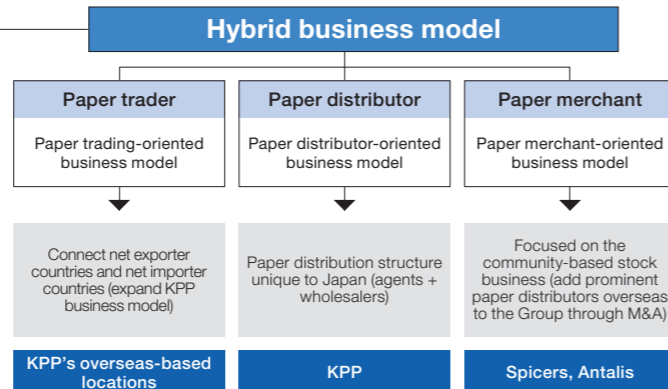 Hybrid business model
Paper trader
Paper trading-oriented
business model
Connect net exporter
countries and net importer
countries (expand KPP
business model)
KPP's overseas-based
locations
Paper distributor
Paper distributor-oriented
business model
Paper distribution structure
unique to Japan (agents +
wholesalers)
KPP
Paper merchant
Paper merchant-oriented
business model
Focused on the
community-based stock
business (add prominent
paper distributors overseas
to the Group through M&A)
Spicers, Antalis